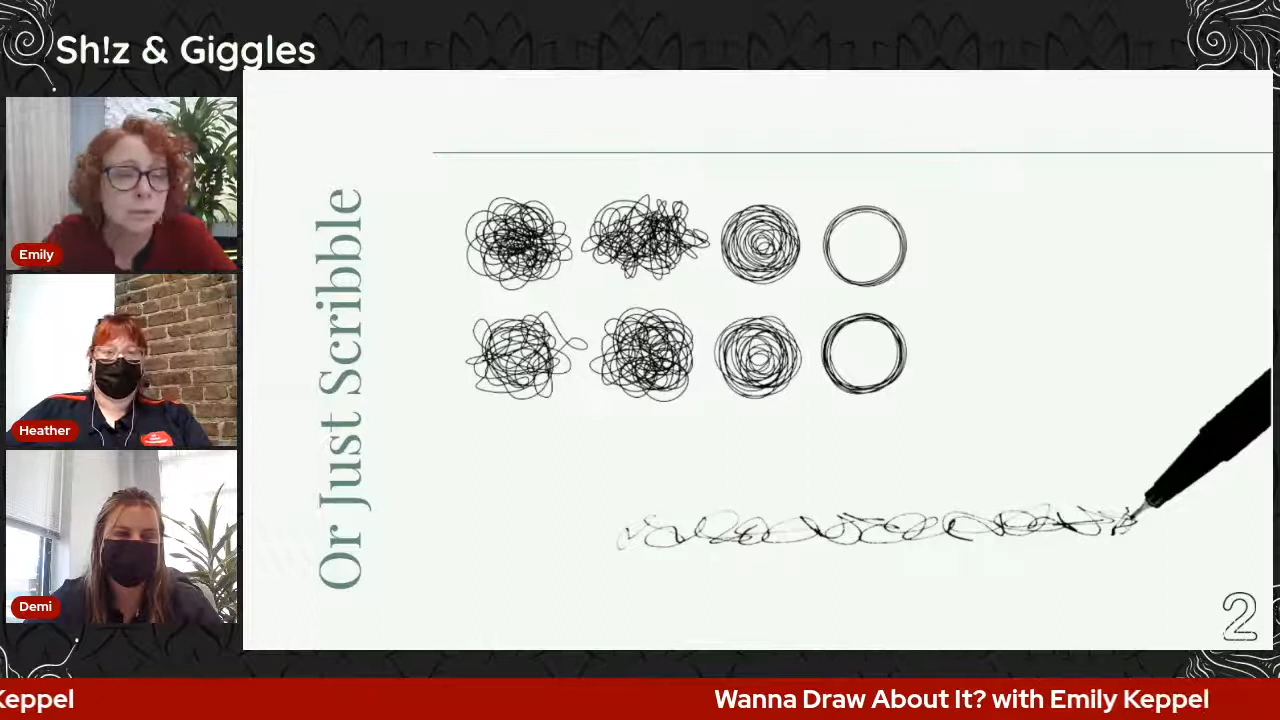 Sh!z & Giggles
Emily
Heather
Demi
Or Just Scribble
2
Keppel
Wanna Draw About It? with Emily Keppel